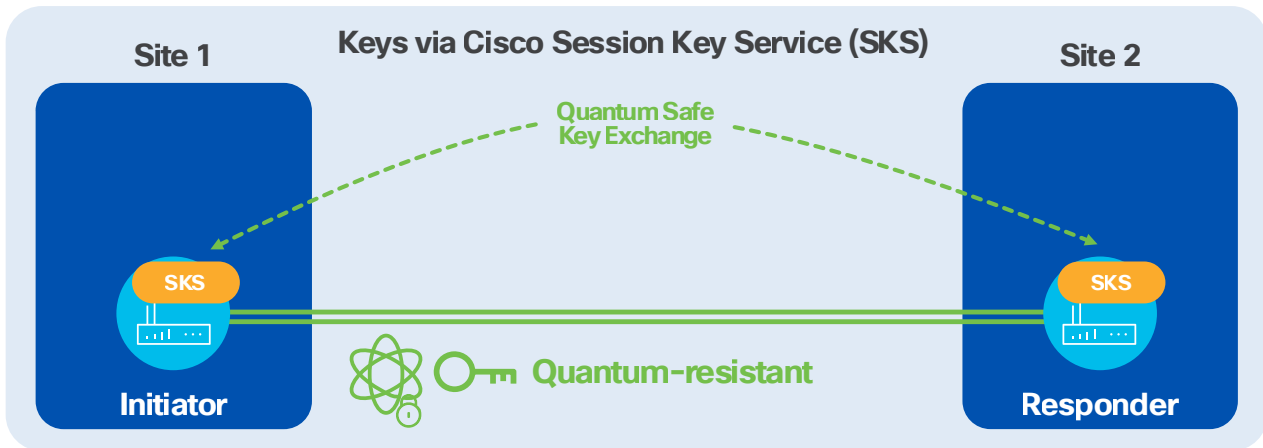 Keys via Cisco Session Key Service (SKS)
Site 1
Site 2
Quantum Safe
Key Exchange
SKS
SKS
Quantum-resistant
Initiator
Responder